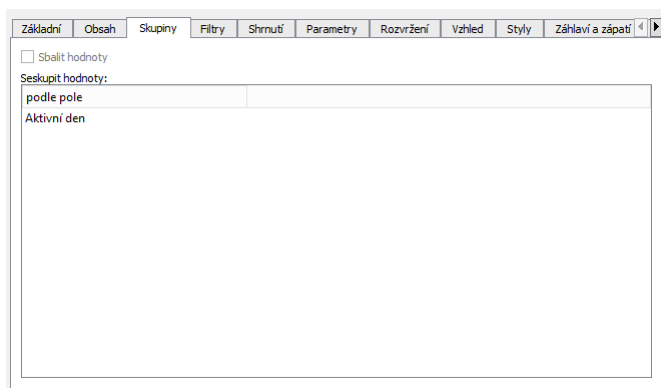 Základní Obsah Skupiny Filtry Shrnutí Parametry Rozvržení Vzhled Styly Záhlaví a zápatí
Sbalit hodnoty
Seskupit hodnoty:
podle pole
Aktivní den